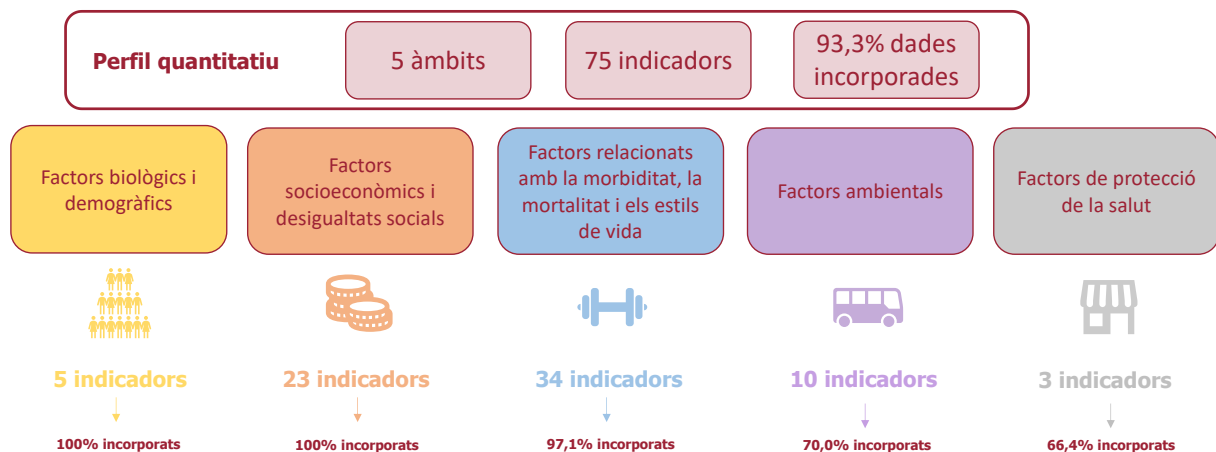 Perfil quantitatiu
5 àmbits
75 indicadors
93,3% dades
incorporades
Factors biològics i
demogràfics
Factors
socioeconòmics i
desigualtats socials
Factors relacionats
amb la morbiditat, la
mortalitat i els estils
de vida
Factors ambientals
Factors de protecció
de la salut
5 indicadors
23 indicadors
34 indicadors
10 indicadors
3 indicadors
100% incorporats
100% incorporats
97,1% incorporats
70,0% incorporats
66,4% incorporats